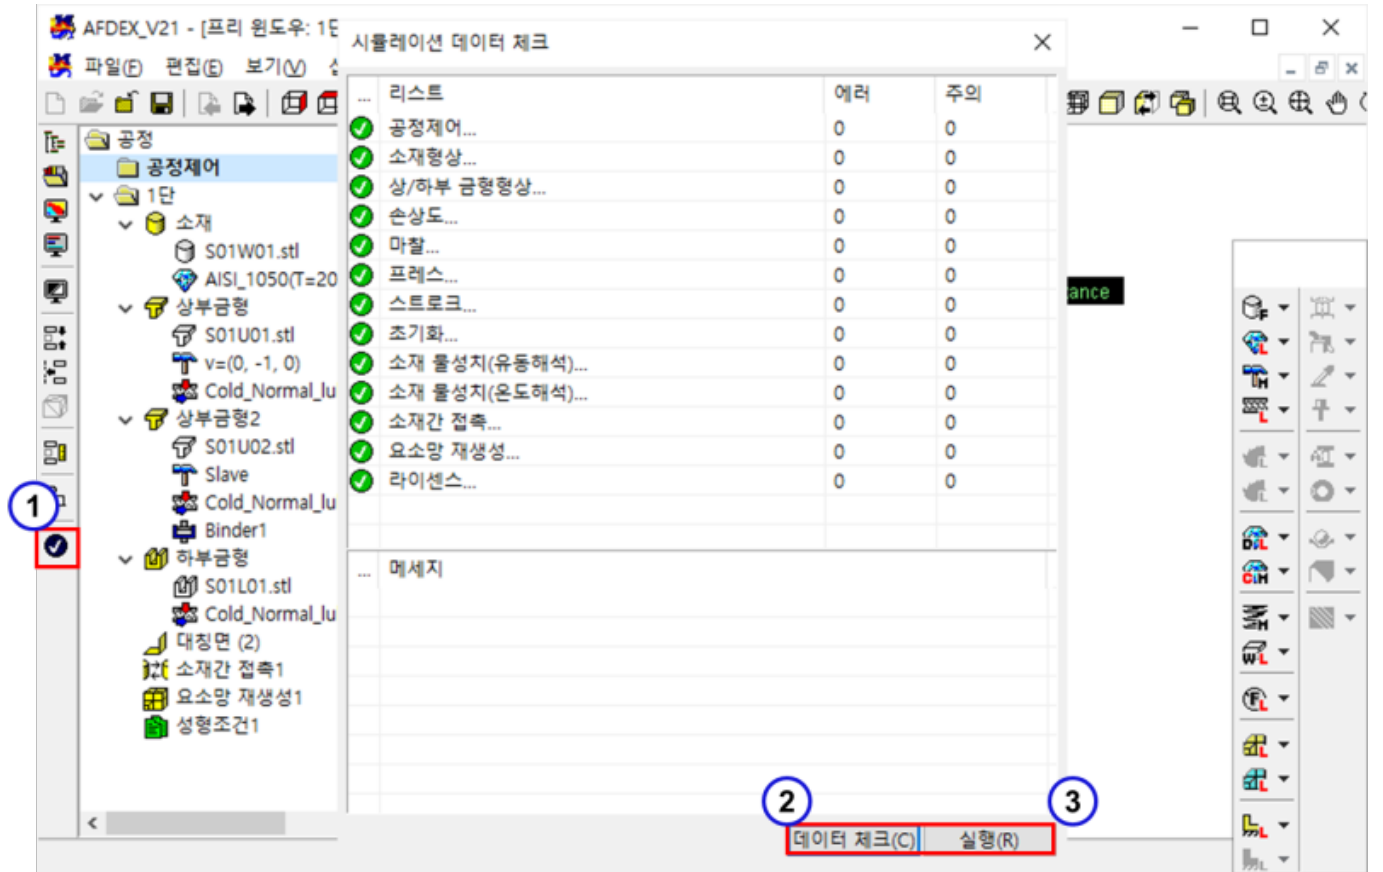 AFDEX_V21 - [프리 윈도우: 1단
파일(F) 편집(E) 보기(V)
시뮬레이션 데이터 체크
... 리스트 에러 주의
공정제어... 0 0
소재형상... 0 0
상/하부 금형형상... 0 0
손상도... 0 0
마찰... 0 0
프레스... 0 0
스트로크... 0 0
초기화... 0 0
소재 물성치(유동해석)... 0 0
소재 물성치(온도해석)... 0 0
소재간 접촉... 0 0
요소망 재생성... 0 0
라이센스... 0 0
... 메세지
데이터 체크(C) 실행(R)
공정
공정제어
1단
소재
S01W01.stl
AISI_1050(T=20
상부금형
S01U01.stl
v=(0, -1, 0)
Cold_Normal_lu
상부금형2
S01U02.stl
Slave
Cold_Normal_lu
Binder1
하부금형
S01L01.stl
Cold_Normal_lu
대칭면 (2)
소재간 접촉1
요소망 재생성1
성형조건1
1
2
3
ance